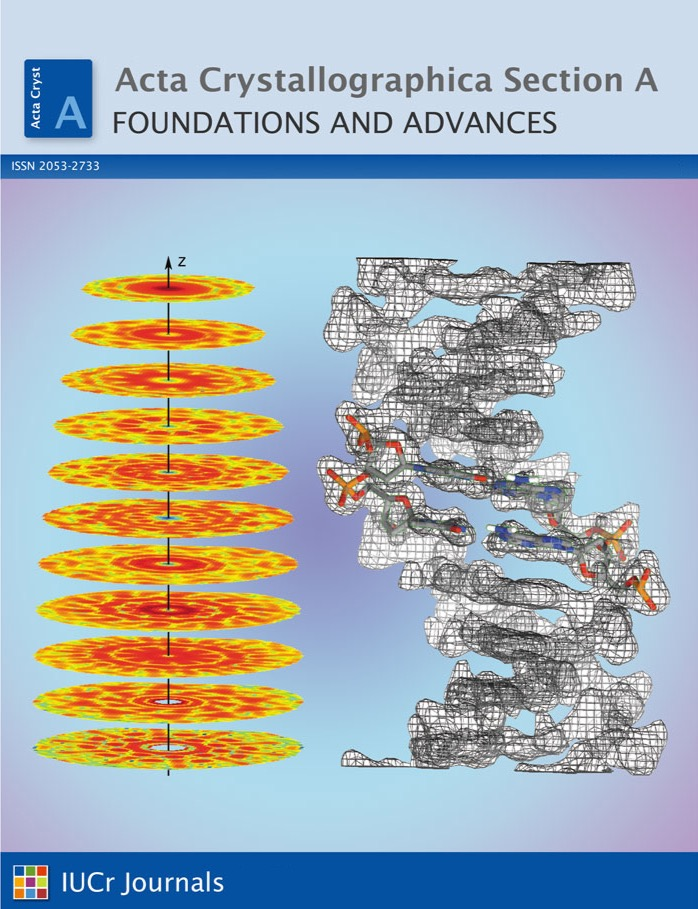 Acta Cryst
A
Acta Crystallographica Section A
FOUNDATIONS AND ADVANCES
ISSN 2053-2733
z
IUCr Journals